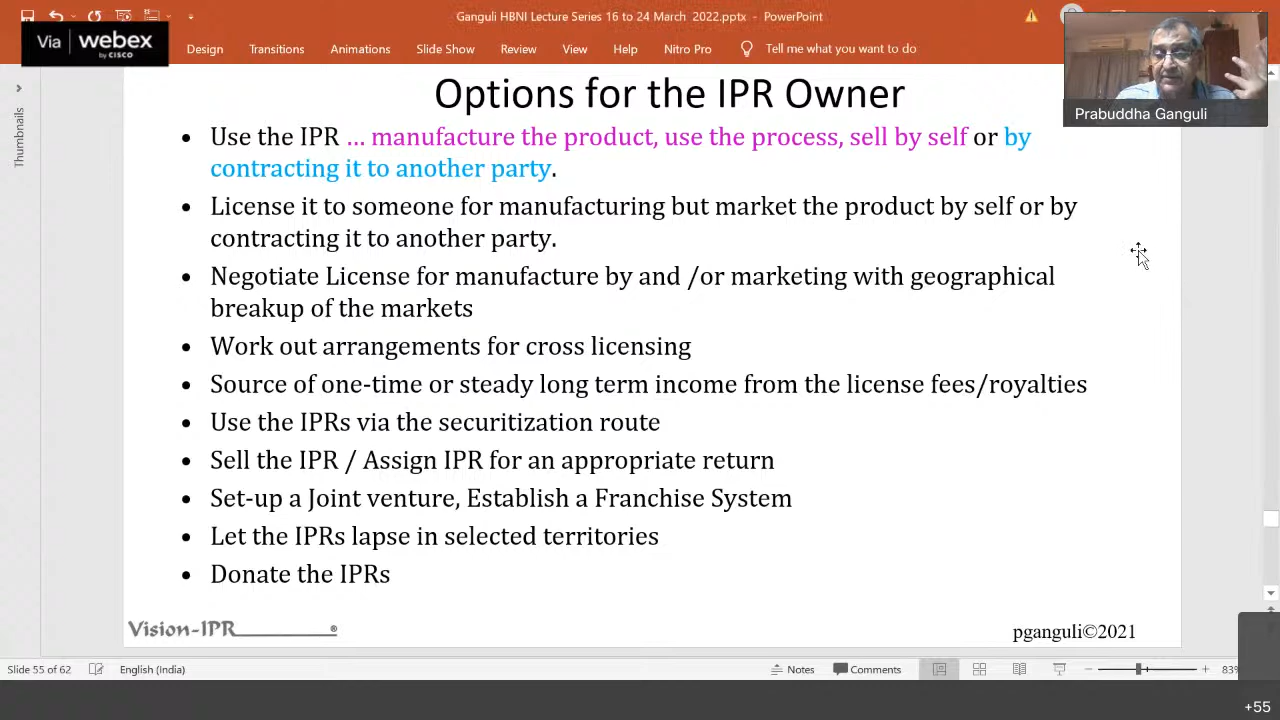 Ganguli HBNI Lecture Series 16 to 24 March 2022.pptx - PowerPoint
Via webex
by CISCO
Design Transitions Animations Slide Show Review View Help Nitro Pro Tell me what you want to do
Thumbnails
Prabuddha Ganguli
Options for the IPR Owner
• Use the IPR ... manufacture the product, use the process, sell by self or by
contracting it to another party.
• License it to someone for manufacturing but market the product by self or by
contracting it to another party.
• Negotiate License for manufacture by and /or marketing with geographical
breakup of the markets
• Work out arrangements for cross licensing
• Source of one-time or steady long term income from the license fees/royalties
• Use the IPRs via the securitization route
• Sell the IPR / Assign IPR for an appropriate return
• Set-up a Joint venture, Establish a Franchise System
• Let the IPRs lapse in selected territories
• Donate the IPRs
Vision-IPR ®
pganguli©2021
Slide 55 of 62 English (India) Notes Comments 83%
+55